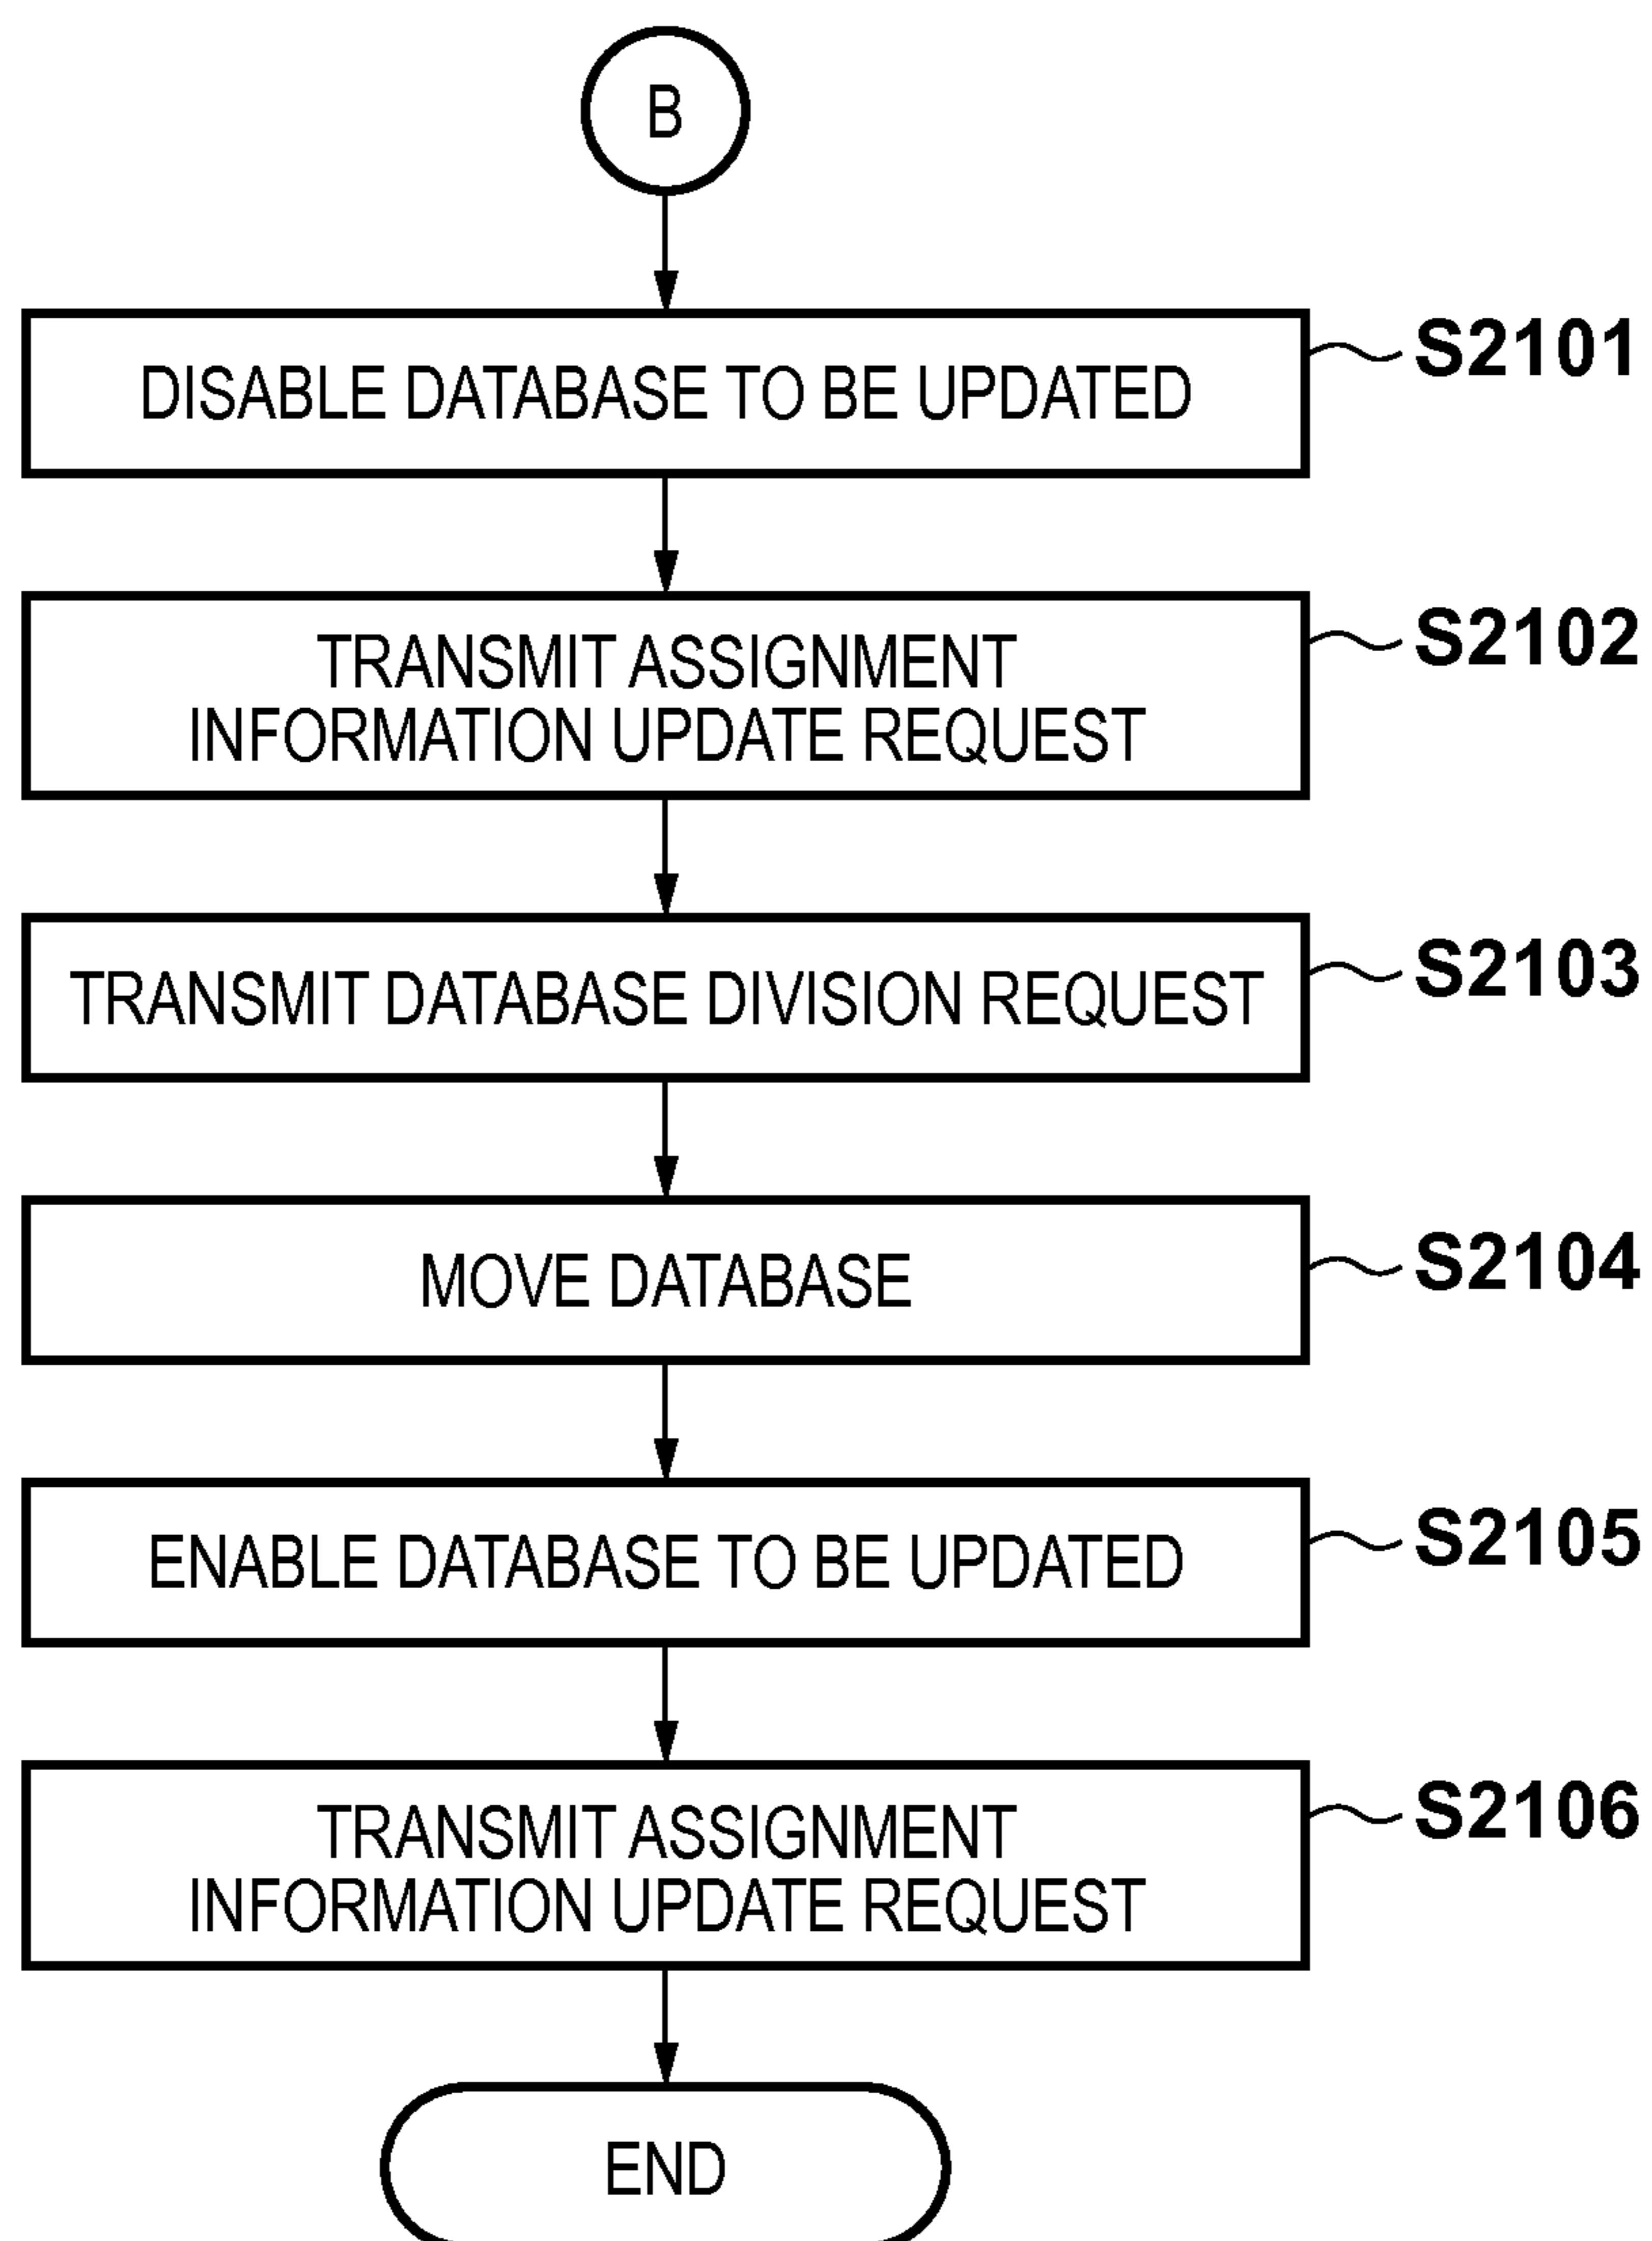 B
DISABLE DATABASE TO BE UPDATED
S2101
TRANSMIT ASSIGNMENT
INFORMATION UPDATE REQUEST
S2102
TRANSMIT DATABASE DIVISION REQUEST
S2103
MOVE DATABASE
S2104
ENABLE DATABASE TO BE UPDATED
S2105
TRANSMIT ASSIGNMENT
INFORMATION UPDATE REQUEST
S2106
END